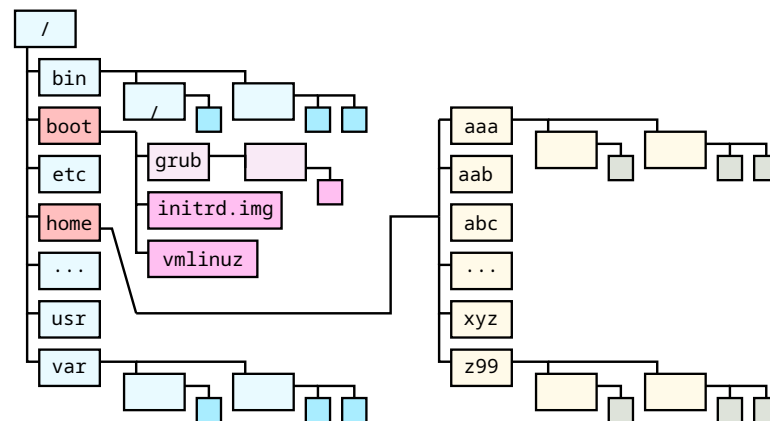 /
bin
/
boot
grub
etc
initrd.img
home
vmlinuz
...
usr
var
aaa
aab
abc
...
xyz
z99